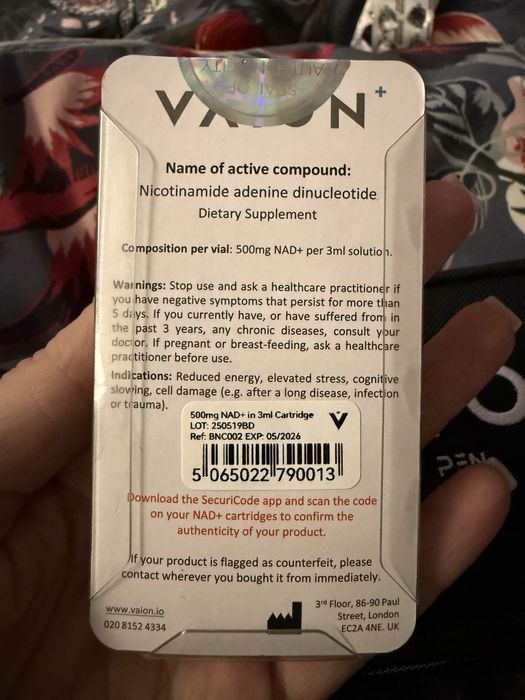 SEAL OF
AUTHENTICITY
VAION+
Name of active compound:
Nicotinamide adenine dinucleotide
Dietary Supplement
Composition per vial: 500mg NAD+ per 3ml solution.
Warnings: Stop use and ask a healthcare practitioner if
you have negative symptoms that persist for more than
5 days. If you currently have, or have suffered from in
the past 3 years, any chronic diseases, consult your
doctor. If pregnant or breast-feeding, ask a healthcare
practitioner before use.
Indications: Reduced energy, elevated stress, cognitive
slowing, cell damage (e.g. after a long disease, infection
or trauma).
500mg NAD+ in 3ml Cartridge
LOT: 250519BD
Ref: BNC002 EXP: 05/2026
5 065022 790013
Download the SecuriCode app and scan the code
on your NAD+ cartridges to confirm the
authenticity of your product.
If your product is flagged as counterfeit, please
contact wherever you bought it from immediately.
www.vaion.io
020 8152 4334
3rd Floor, 86-90 Paul
Street, London
EC2A 4NE. UK
PEN